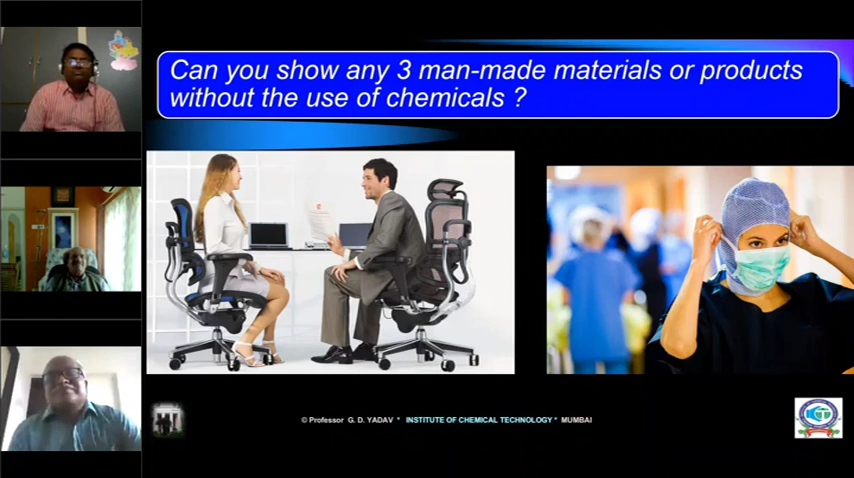 Can you show any 3 man-made materials or products
without the use of chemicals ?
© Professor G. D. YADAV * INSTITUTE OF CHEMICAL TECHNOLOGY * MUMBAI